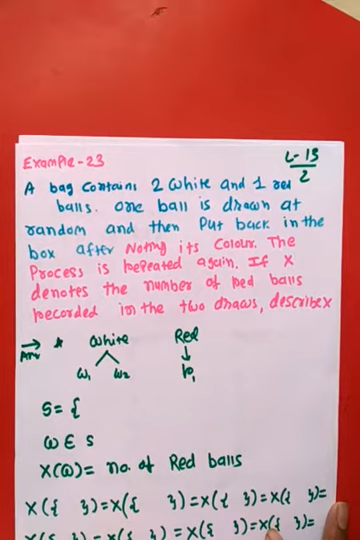 Example-23
L-13/2
A bag contains 2 white and 1 red
balls. one ball is drawn at
random and then put back in the
box after Noting its Colour. The
Process is repeated again. If X
denotes the number of red balls
recorded in the two draws, describe X
Ans → * White Red
W₁ W₂ r₁
S = {
ω ∈ S
X(ω) = no. of Red balls
X({ }) = X({ }) = X({ }) = X({ }) =
X({ }) = X({ }) = X({ }) = X({ }) =